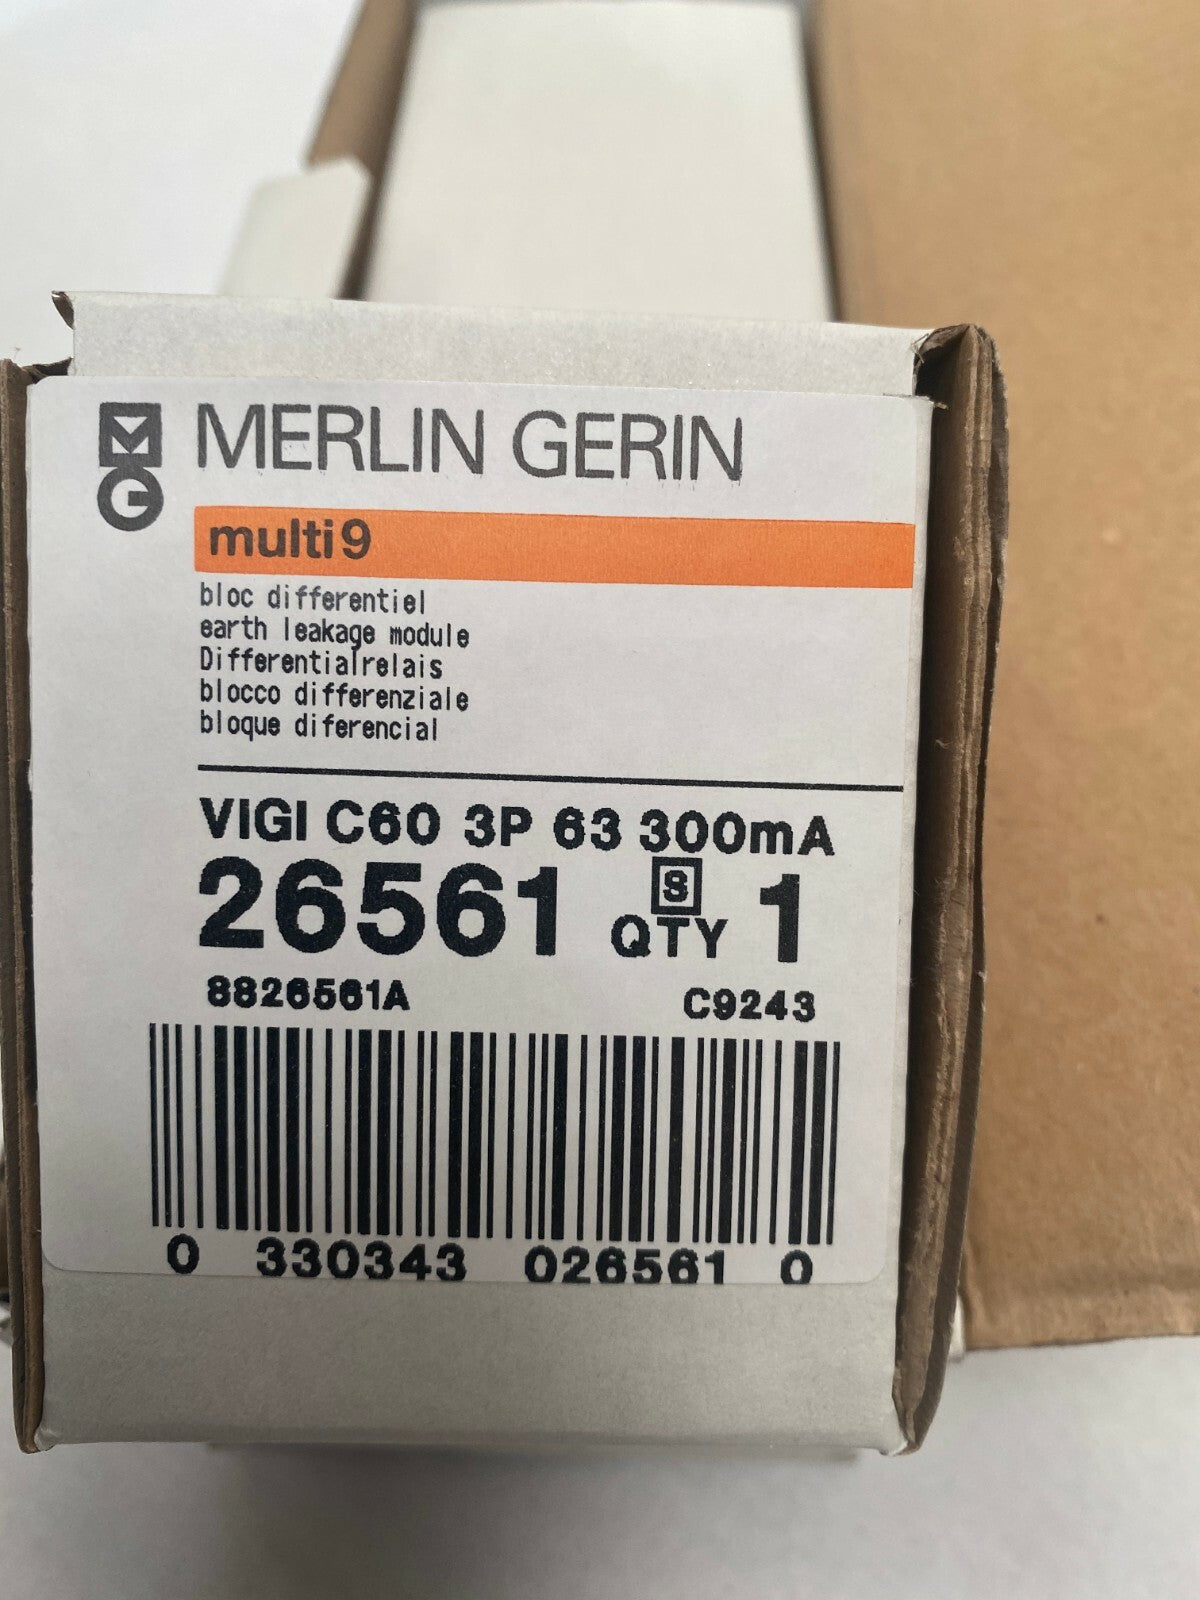 MG
MERLIN GERIN
multi9
bloc differentiel
earth leakage module
Differentialrelais
blocco differenziale
bloque diferencial
VIGI C60 3P 63 300mA
26561 S QTY 1
8826561A C9243
0 330343 026561 0